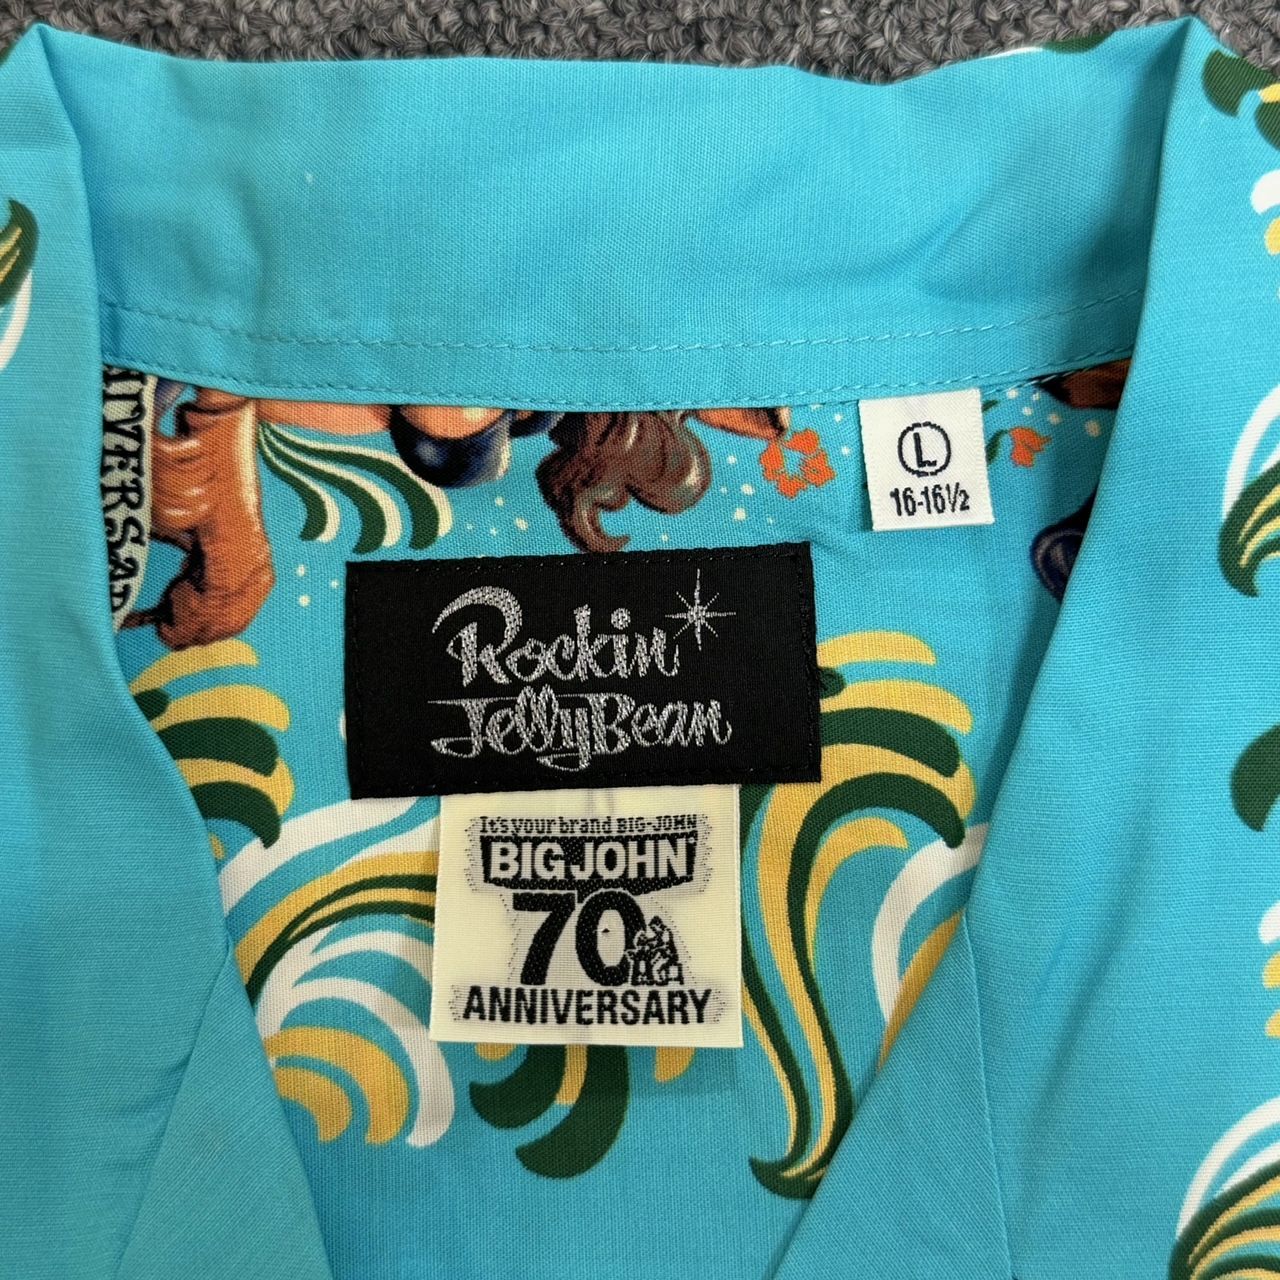 L
16-16½
Rockin
JellyBean
It's your brand BIG-JOHN
BIG JOHN
70
ANNIVERSARY